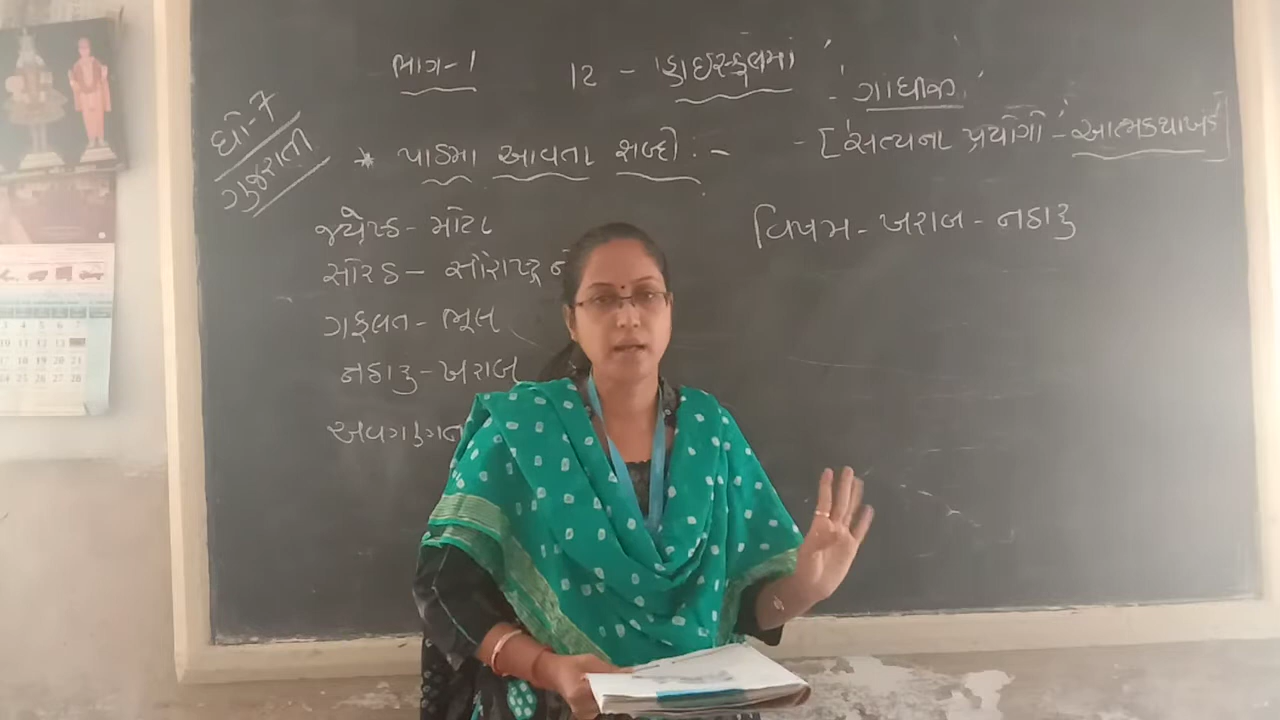 ભાગ-1 12 - 'હાઇસ્કૂલમાં'
- 'ગાંધીજી'
ધો-7
ગુજરાતી
* પાઠમાં આવતા શબ્દો :- - ['સત્યના પ્રયોગો' - આત્મકથાખંડ]
જ્યેષ્ઠ - મોટા
સોરઠ - સૌરાષ્ટ્ર
ગફલત - ભૂલ
નઠારુ - ખરાબ
વિષમ - ખરાબ - નઠારુ